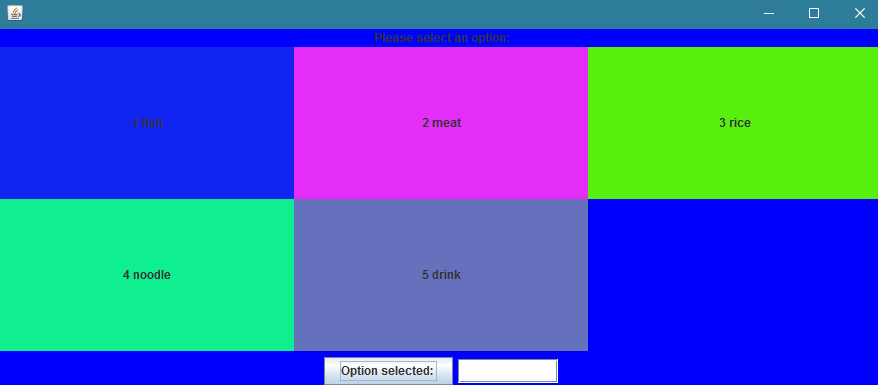 Please select an option:
1 fish
2 meat
3 rice
4 noodle
5 drink
Option selected: